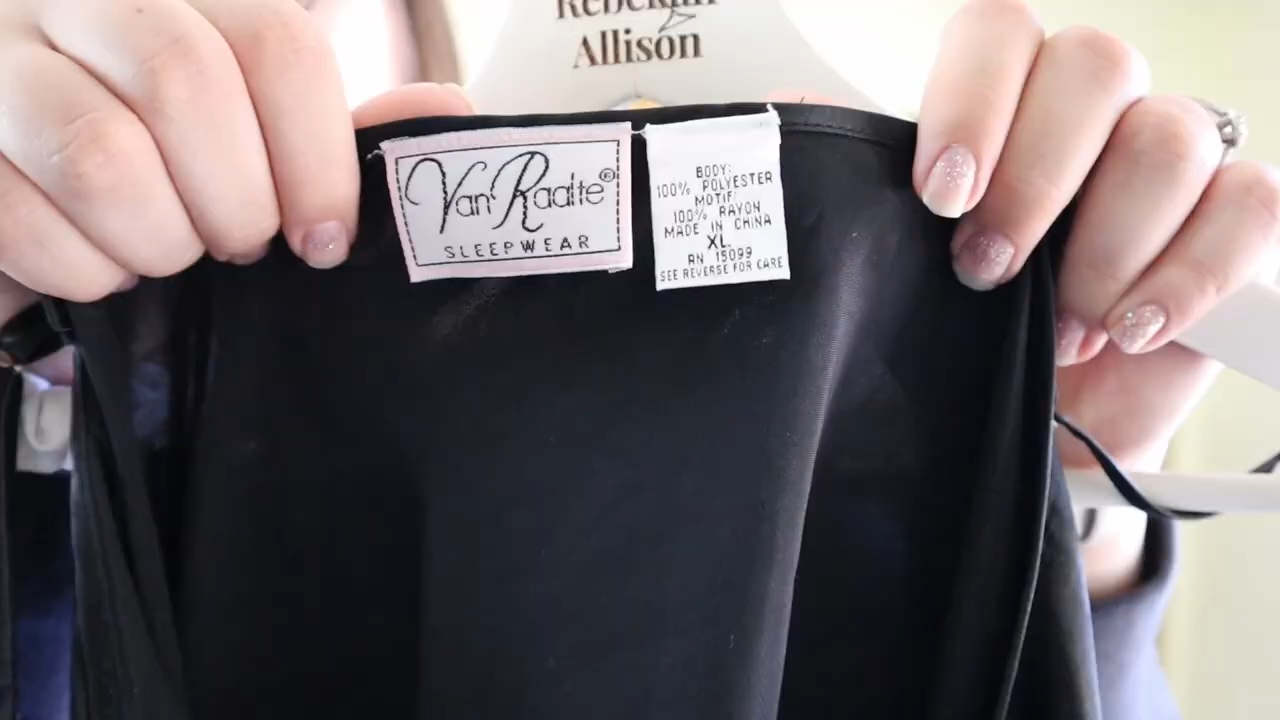 Rebekah
Allison
Van Raalte®
SLEEPWEAR
BODY:
100% POLYESTER
MOTIF:
100% RAYON
MADE IN CHINA
XL
RN 15099
SEE REVERSE FOR CARE